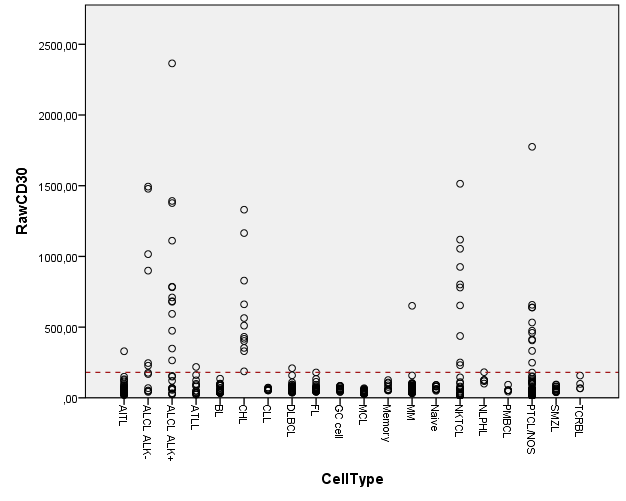 RawCD30
2500,00
2000,00
1500,00
1000,00
500,00
,00
AITL
ALCL ALK-
ALCL ALK+
ATLL
BL
CHL
CLL
DLBCL
FL
GC cell
MCL
Memory
MM
Naive
NKTCL
NLPHL
PMBCL
PTCL/NOS
SMZL
TCRBL
CellType